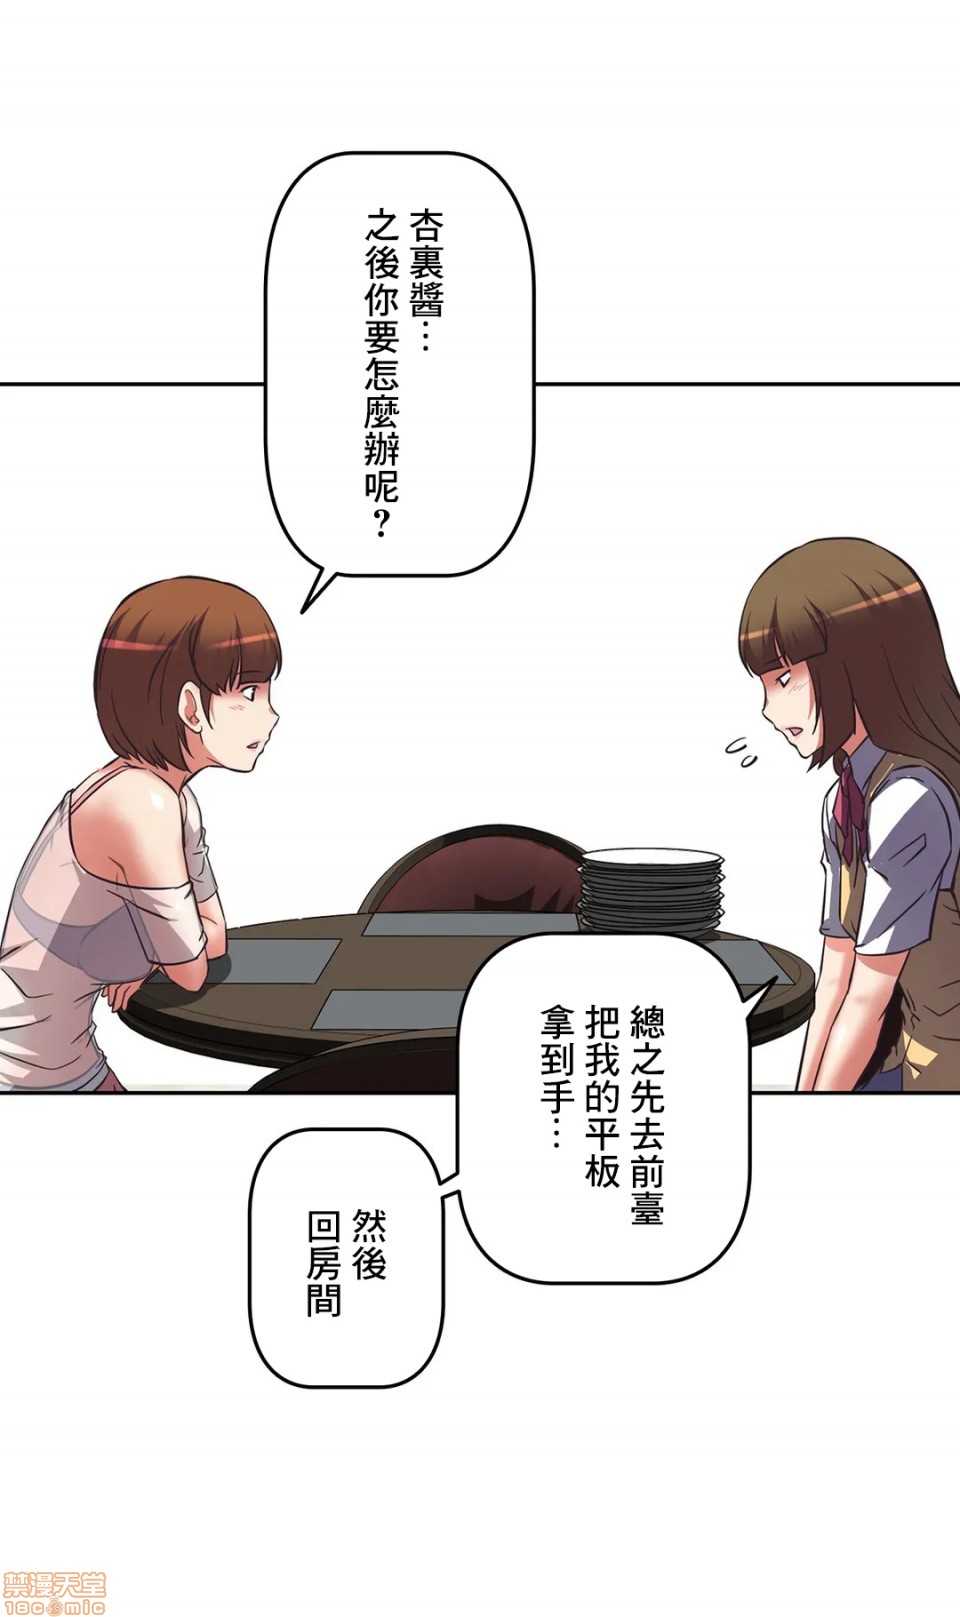 杏裏醬…
之後你要怎麼辦呢？
總之先去前臺
把我的平板
拿到手…
然後
回房間
禁漫天堂
18comic